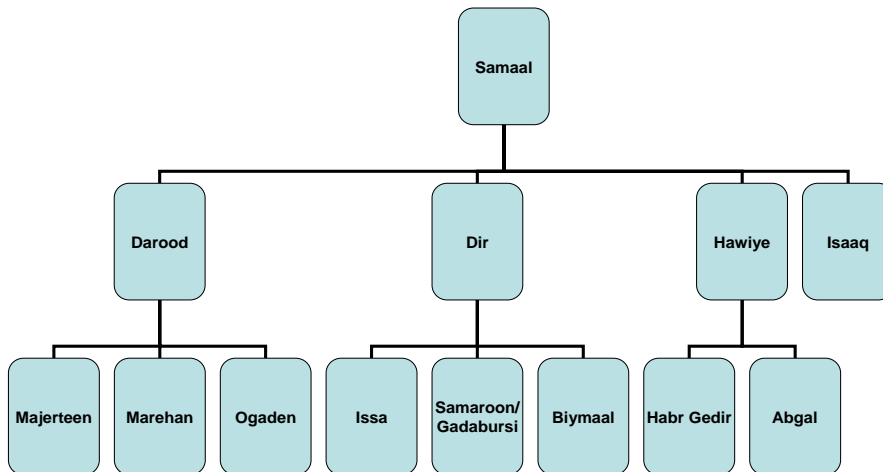 Samaal
Darood
Dir
Hawiye
Isaaq
Majerteen
Marehan
Ogaden
Issa
Samaroon/
Gadabursi
Biymaal
Habr Gedir
Abgal